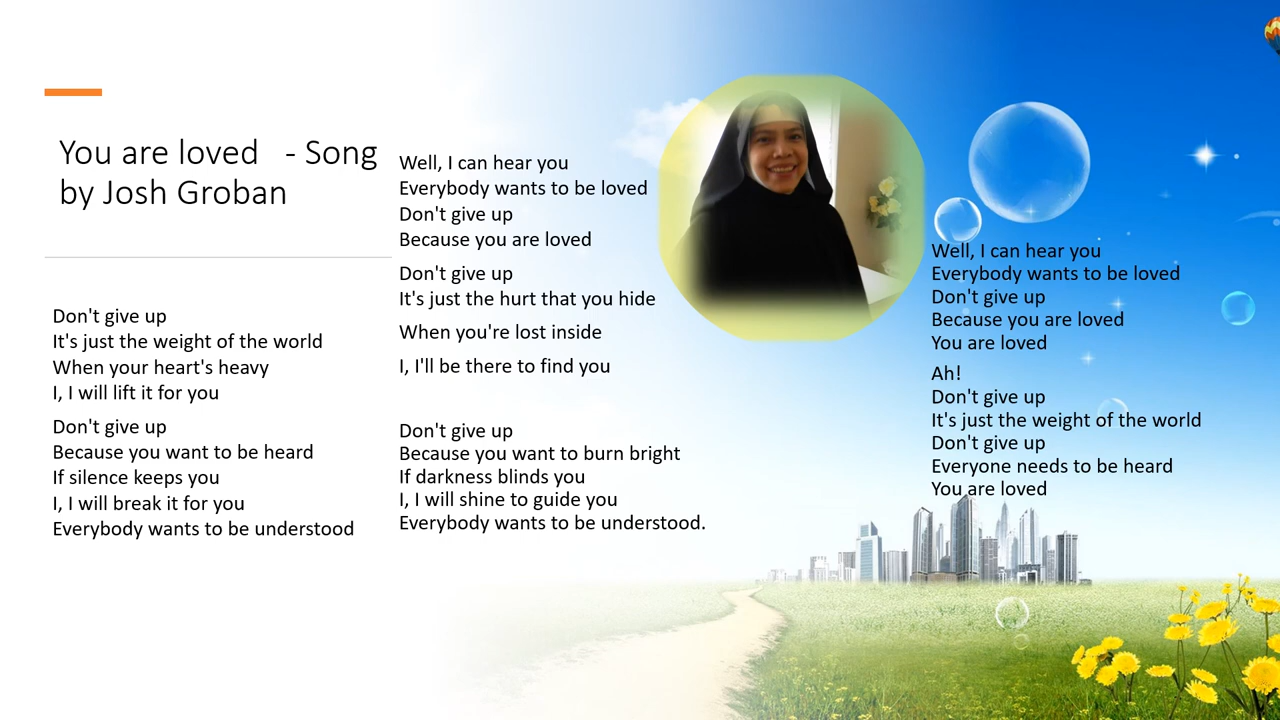 You are loved   - Song
by Josh Groban
Don't give up
It's just the weight of the world
When your heart's heavy
I, I will lift it for you
Don't give up
Because you want to be heard
If silence keeps you
I, I will break it for you
Everybody wants to be understood
Well, I can hear you
Everybody wants to be loved
Don't give up
Because you are loved
Don't give up
It's just the hurt that you hide
When you're lost inside
I, I'll be there to find you
Don't give up
Because you want to burn bright
If darkness blinds you
I, I will shine to guide you
Everybody wants to be understood.
Well, I can hear you
Everybody wants to be loved
Don't give up
Because you are loved
You are loved
Ah!
Don't give up
It's just the weight of the world
Don't give up
Everyone needs to be heard
You are loved